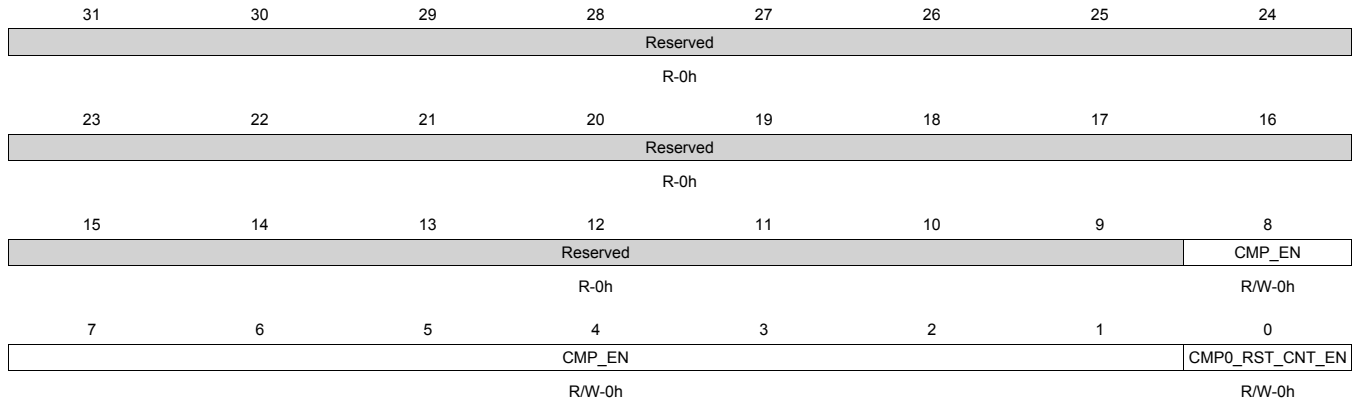 31 30 29 28 27 26 25 24
Reserved
R-0h
23 22 21 20 19 18 17 16
Reserved
R-0h
15 14 13 12 11 10 9 8
Reserved CMP_EN
R-0h R/W-0h
7 6 5 4 3 2 1 0
CMP_EN CMP0_RST_CNT_EN
R/W-0h R/W-0h